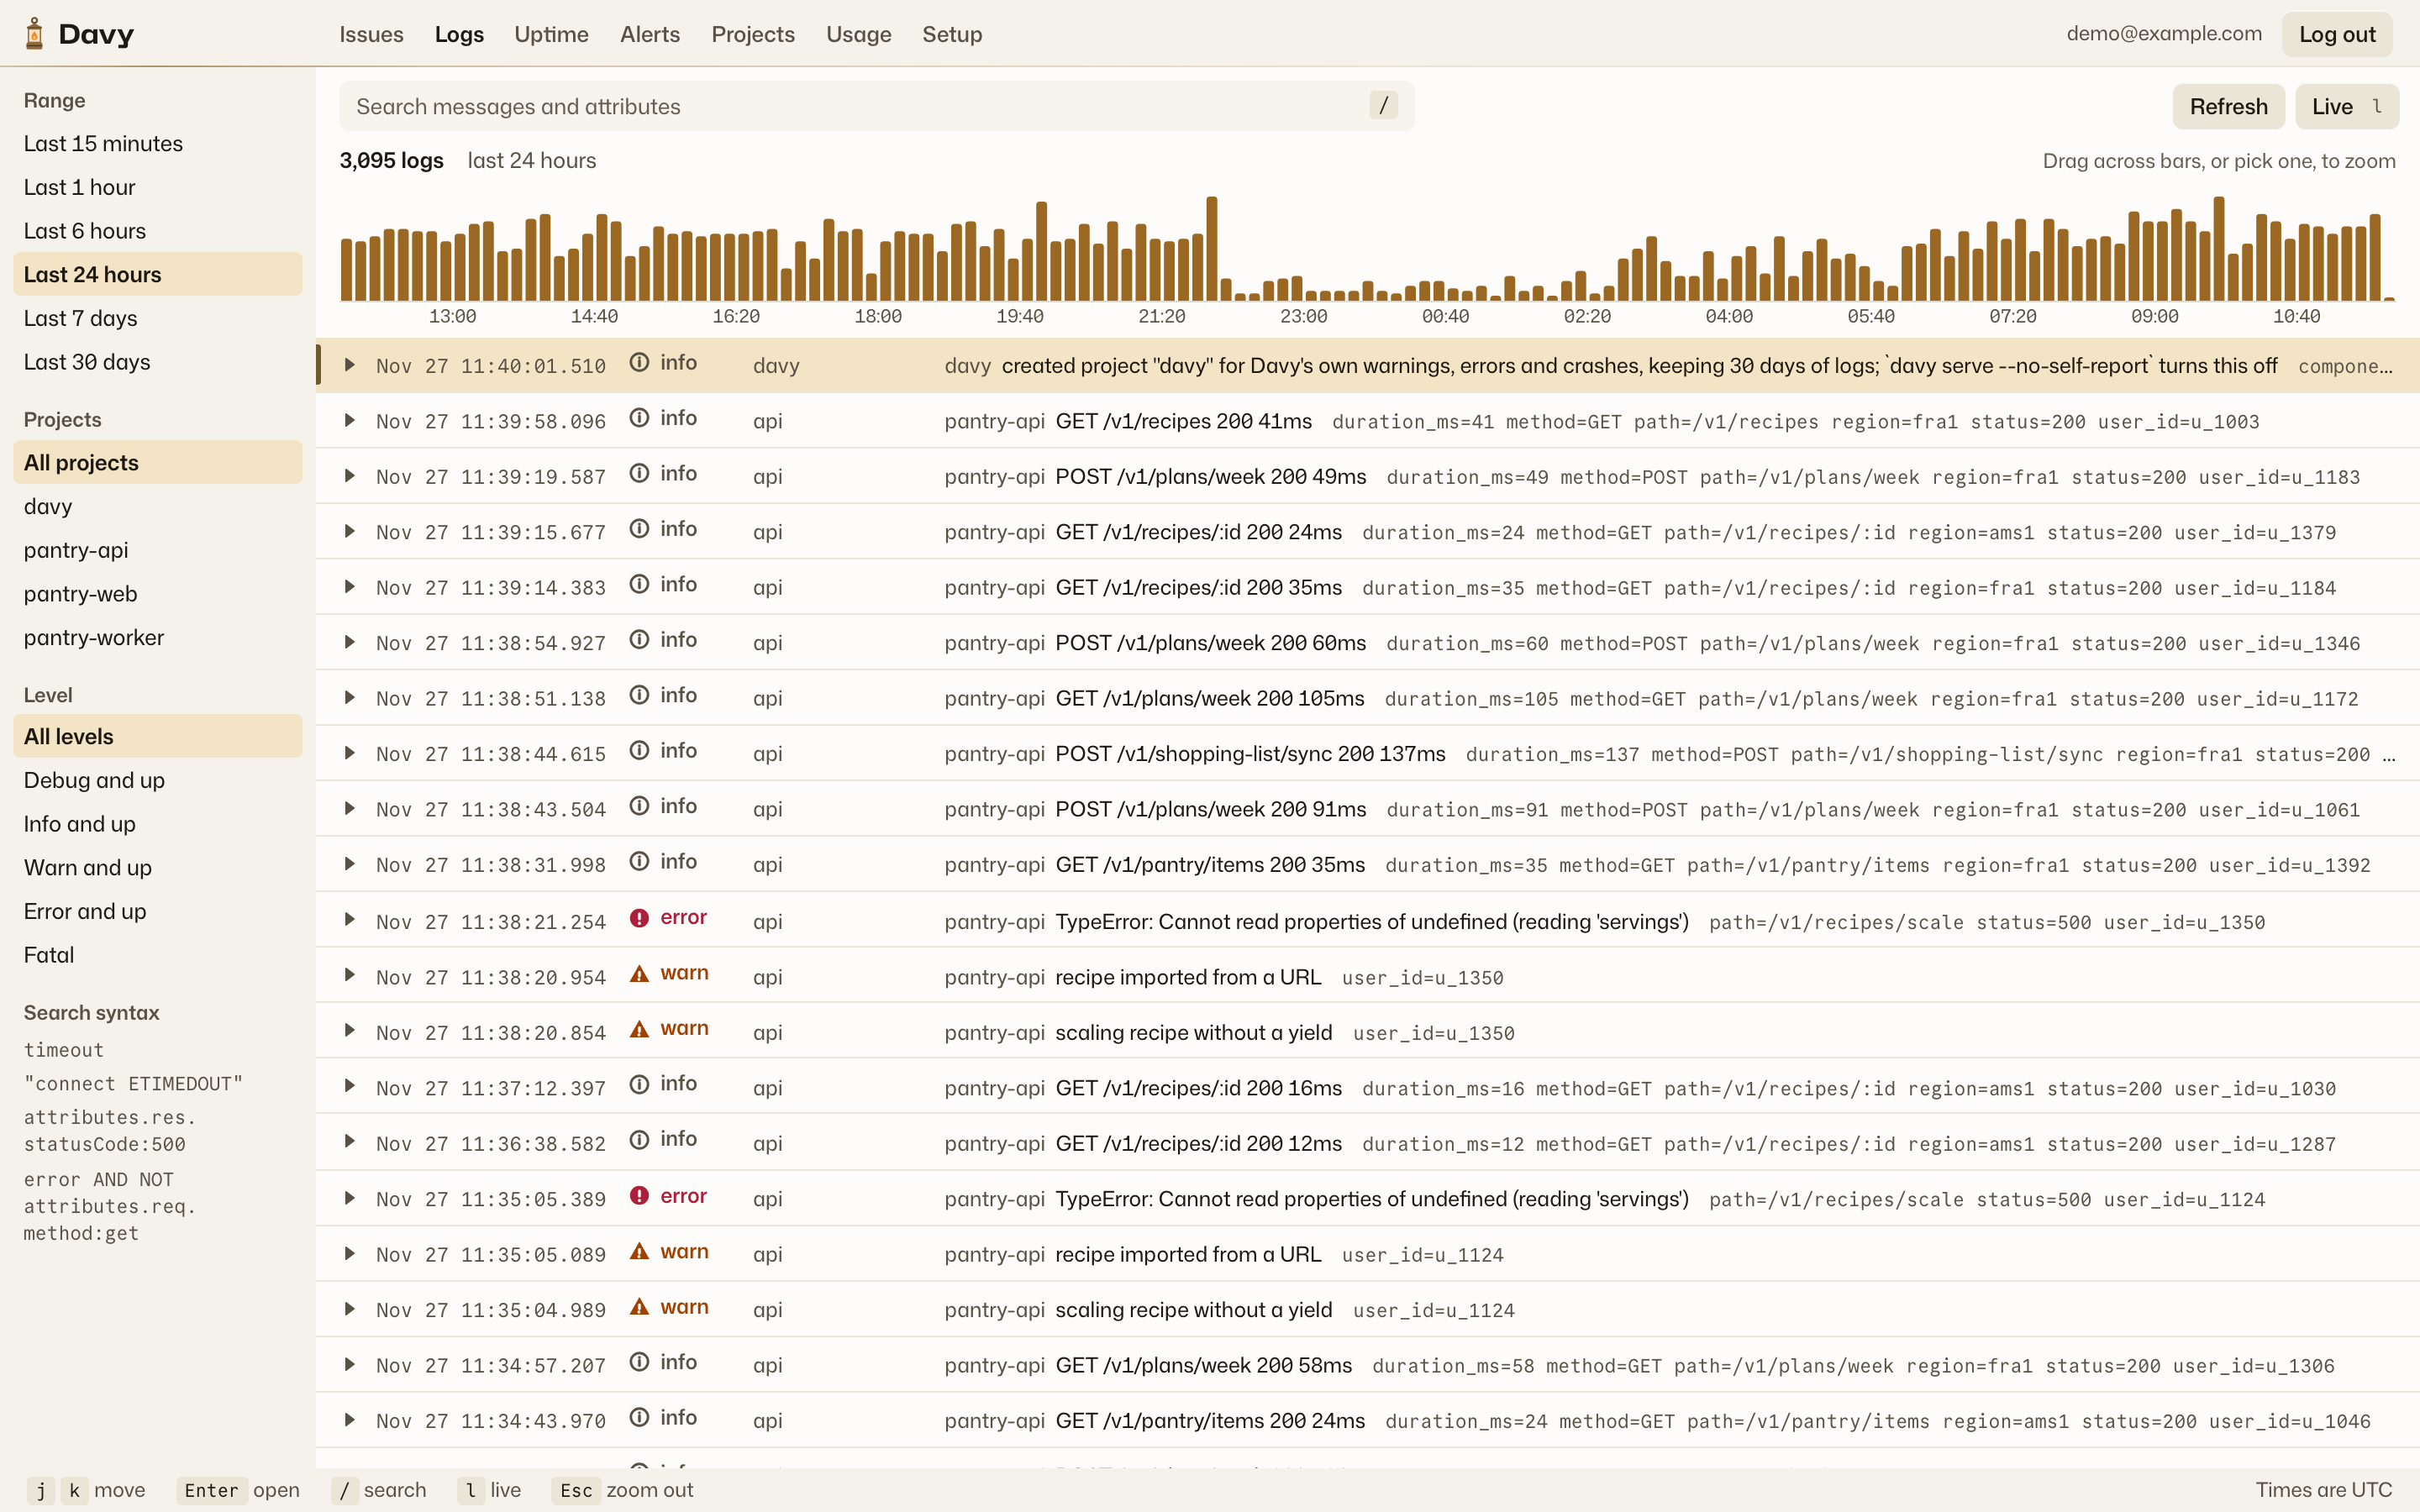 Davy
Issues Logs Uptime Alerts Projects Usage Setup
demo@example.com Log out
Range
Last 15 minutes
Last 1 hour
Last 6 hours
Last 24 hours
Last 7 days
Last 30 days
Projects
All projects
davy
pantry-api
pantry-web
pantry-worker
Level
All levels
Debug and up
Info and up
Warn and up
Error and up
Fatal
Search syntax
timeout
"connect ETIMEDOUT"
attributes.res.
statusCode:500
error AND NOT
attributes.req.
method:get
Search messages and attributes /
Refresh Live l
3,095 logs last 24 hours
Drag across bars, or pick one, to zoom
13:00 14:40 16:20 18:00 19:40 21:20 23:00 00:40 02:20 04:00 05:40 07:20 09:00 10:40
Nov 27 11:40:01.510 info davy davy created project "davy" for Davy's own warnings, errors and crashes, keeping 30 days of logs; `davy serve --no-self-report` turns this off compone...
Nov 27 11:39:58.096 info api pantry-api GET /v1/recipes 200 41ms duration_ms=41 method=GET path=/v1/recipes region=fra1 status=200 user_id=u_1003
Nov 27 11:39:19.587 info api pantry-api POST /v1/plans/week 200 49ms duration_ms=49 method=POST path=/v1/plans/week region=fra1 status=200 user_id=u_1183
Nov 27 11:39:15.677 info api pantry-api GET /v1/recipes/:id 200 24ms duration_ms=24 method=GET path=/v1/recipes/:id region=ams1 status=200 user_id=u_1379
Nov 27 11:39:14.383 info api pantry-api GET /v1/recipes/:id 200 35ms duration_ms=35 method=GET path=/v1/recipes/:id region=fra1 status=200 user_id=u_1184
Nov 27 11:38:54.927 info api pantry-api POST /v1/plans/week 200 60ms duration_ms=60 method=POST path=/v1/plans/week region=fra1 status=200 user_id=u_1346
Nov 27 11:38:51.138 info api pantry-api GET /v1/plans/week 200 105ms duration_ms=105 method=GET path=/v1/plans/week region=fra1 status=200 user_id=u_1172
Nov 27 11:38:44.615 info api pantry-api POST /v1/shopping-list/sync 200 137ms duration_ms=137 method=POST path=/v1/shopping-list/sync region=fra1 status=200 ...
Nov 27 11:38:43.504 info api pantry-api POST /v1/plans/week 200 91ms duration_ms=91 method=POST path=/v1/plans/week region=fra1 status=200 user_id=u_1061
Nov 27 11:38:31.998 info api pantry-api GET /v1/pantry/items 200 35ms duration_ms=35 method=GET path=/v1/pantry/items region=fra1 status=200 user_id=u_1392
Nov 27 11:38:21.254 error api pantry-api TypeError: Cannot read properties of undefined (reading 'servings') path=/v1/recipes/scale status=500 user_id=u_1350
Nov 27 11:38:20.954 warn api pantry-api recipe imported from a URL user_id=u_1350
Nov 27 11:38:20.854 warn api pantry-api scaling recipe without a yield user_id=u_1350
Nov 27 11:37:12.397 info api pantry-api GET /v1/recipes/:id 200 16ms duration_ms=16 method=GET path=/v1/recipes/:id region=ams1 status=200 user_id=u_1030
Nov 27 11:36:38.582 info api pantry-api GET /v1/recipes/:id 200 12ms duration_ms=12 method=GET path=/v1/recipes/:id region=ams1 status=200 user_id=u_1287
Nov 27 11:35:05.389 error api pantry-api TypeError: Cannot read properties of undefined (reading 'servings') path=/v1/recipes/scale status=500 user_id=u_1124
Nov 27 11:35:05.089 warn api pantry-api recipe imported from a URL user_id=u_1124
Nov 27 11:35:04.989 warn api pantry-api scaling recipe without a yield user_id=u_1124
Nov 27 11:34:57.207 info api pantry-api GET /v1/plans/week 200 58ms duration_ms=58 method=GET path=/v1/plans/week region=fra1 status=200 user_id=u_1306
Nov 27 11:34:43.970 info api pantry-api GET /v1/pantry/items 200 24ms duration_ms=24 method=GET path=/v1/pantry/items region=ams1 status=200 user_id=u_1046
j k move Enter open / search l live Esc zoom out
Times are UTC